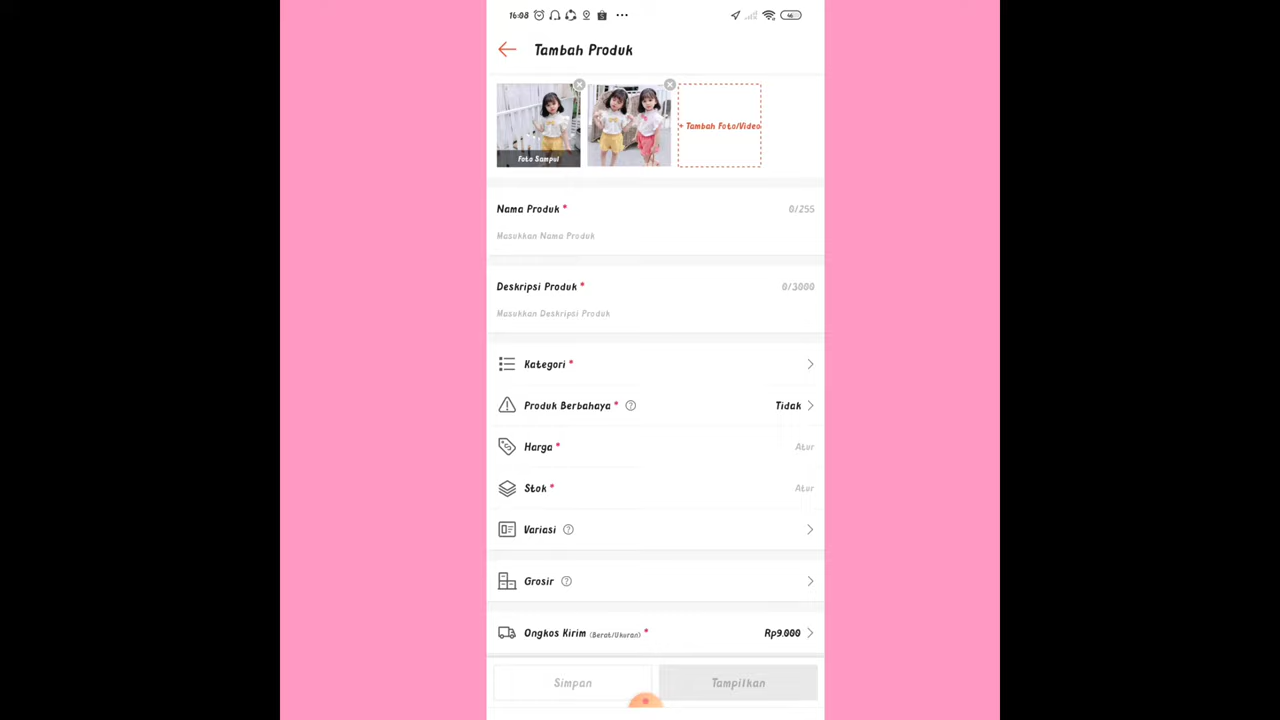 16:08
46
Tambah Produk
Foto Sampul
+ Tambah Foto/Video
Nama Produk * 0/255
Masukkan Nama Produk
Deskripsi Produk * 0/3000
Masukkan Deskripsi Produk
Kategori *
Produk Berbahaya * Tidak
Harga * Atur
Stok * Atur
Variasi
Grosir
Ongkos Kirim (Berat/Ukuran) * Rp9.000
Simpan
Tampilkan